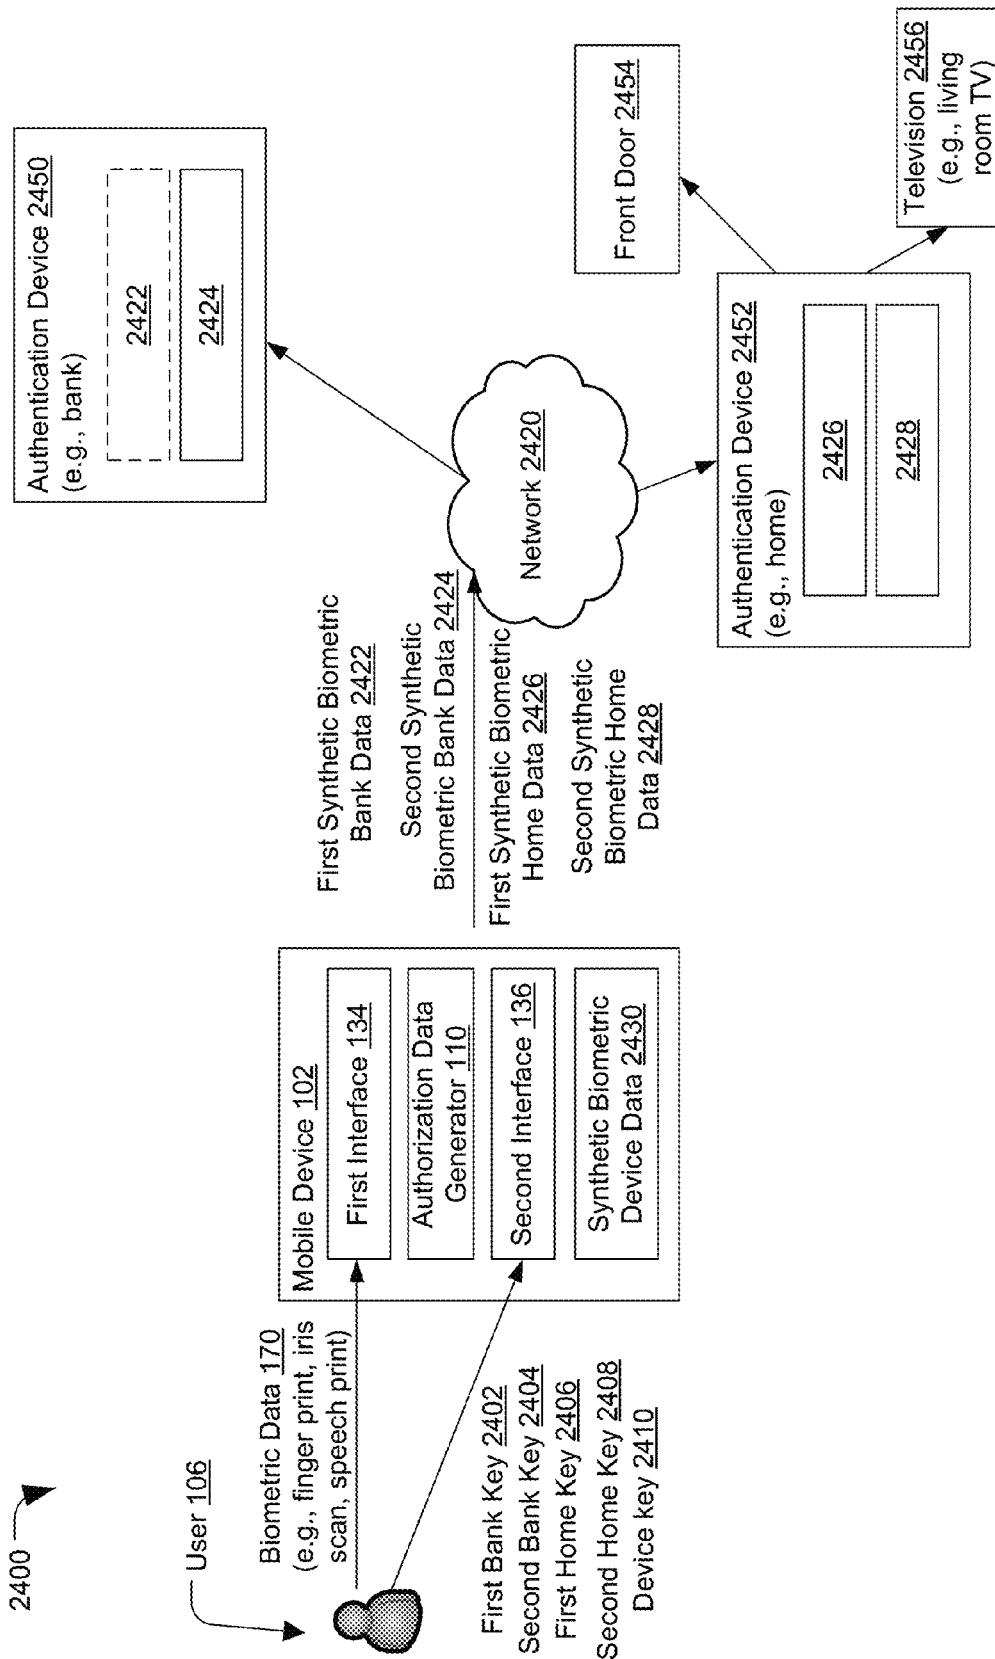 2400
User 106
Biometric Data 170
(e.g., finger print, iris
scan, speech print)
First Bank Key 2402
Second Bank Key 2404
First Home Key 2406
Second Home Key 2408
Device key 2410
Mobile Device 102
First Interface 134
Authorization Data
Generator 110
Second Interface 136
Synthetic Biometric
Device Data 2430
First Synthetic Biometric
Bank Data 2422
Second Synthetic
Biometric Bank Data 2424
First Synthetic Biometric
Home Data 2426
Second Synthetic
Biometric Home
Data 2428
Network 2420
Authentication Device 2450
(e.g., bank)
2422
2424
Authentication Device 2452
(e.g., home)
2426
2428
Front Door 2454
Television 2456
(e.g., living
room TV)